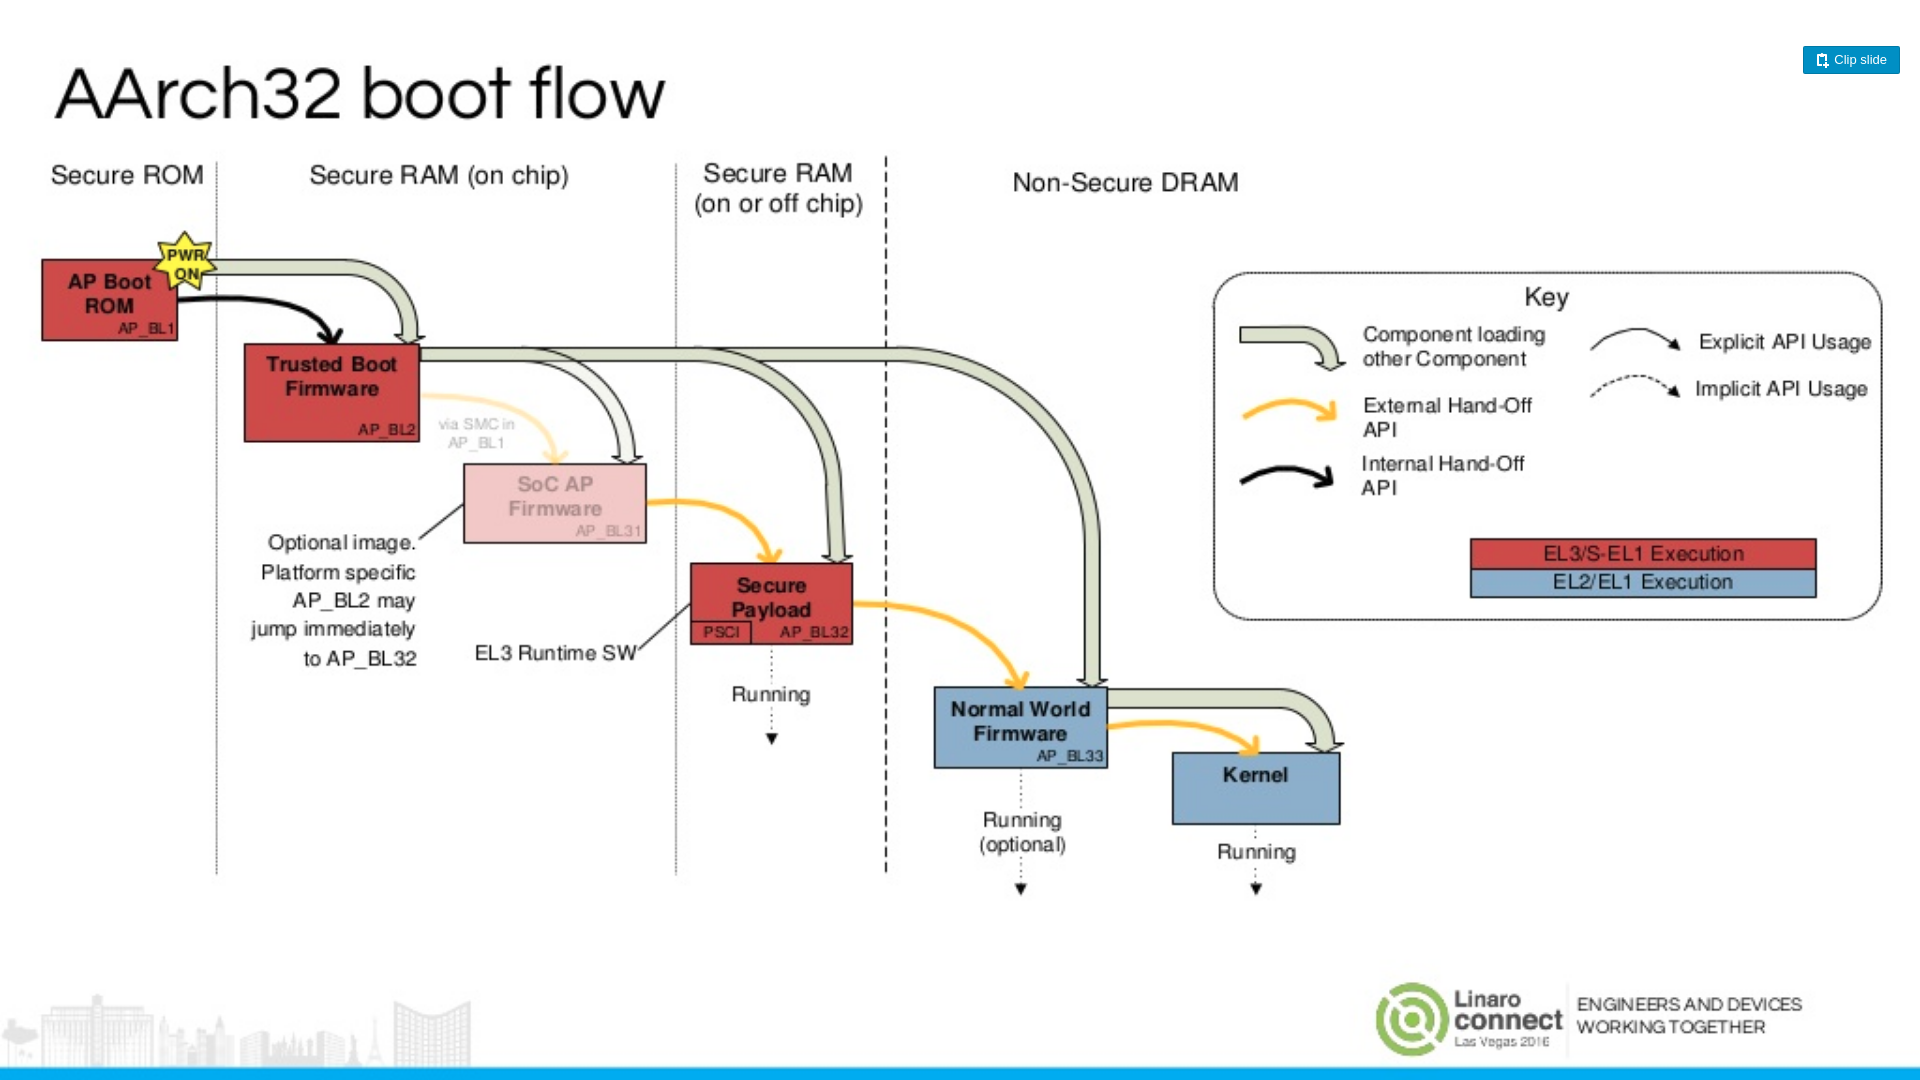 Clip slide
AArch32 boot flow
Secure ROM
Secure RAM (on chip)
Secure RAM
(on or off chip)
Non-Secure DRAM
PWR
ON
AP Boot
ROM
AP_BL1
Trusted Boot
Firmware
AP_BL2
via SMC in
AP_BL1
SoC AP
Firmware
AP_BL31
Optional image.
Platform specific
AP_BL2 may
jump immediately
to AP_BL32
EL3 Runtime SW
Secure
Payload
PSCI
AP_BL32
Running
Normal World
Firmware
AP_BL33
Running
(optional)
Kernel
Running
Key
Component loading
other Component
External Hand-Off
API
Internal Hand-Off
API
Explicit API Usage
Implicit API Usage
EL3/S-EL1 Execution
EL2/EL1 Execution
Linaro
connect
Las Vegas 2016
ENGINEERS AND DEVICES
WORKING TOGETHER